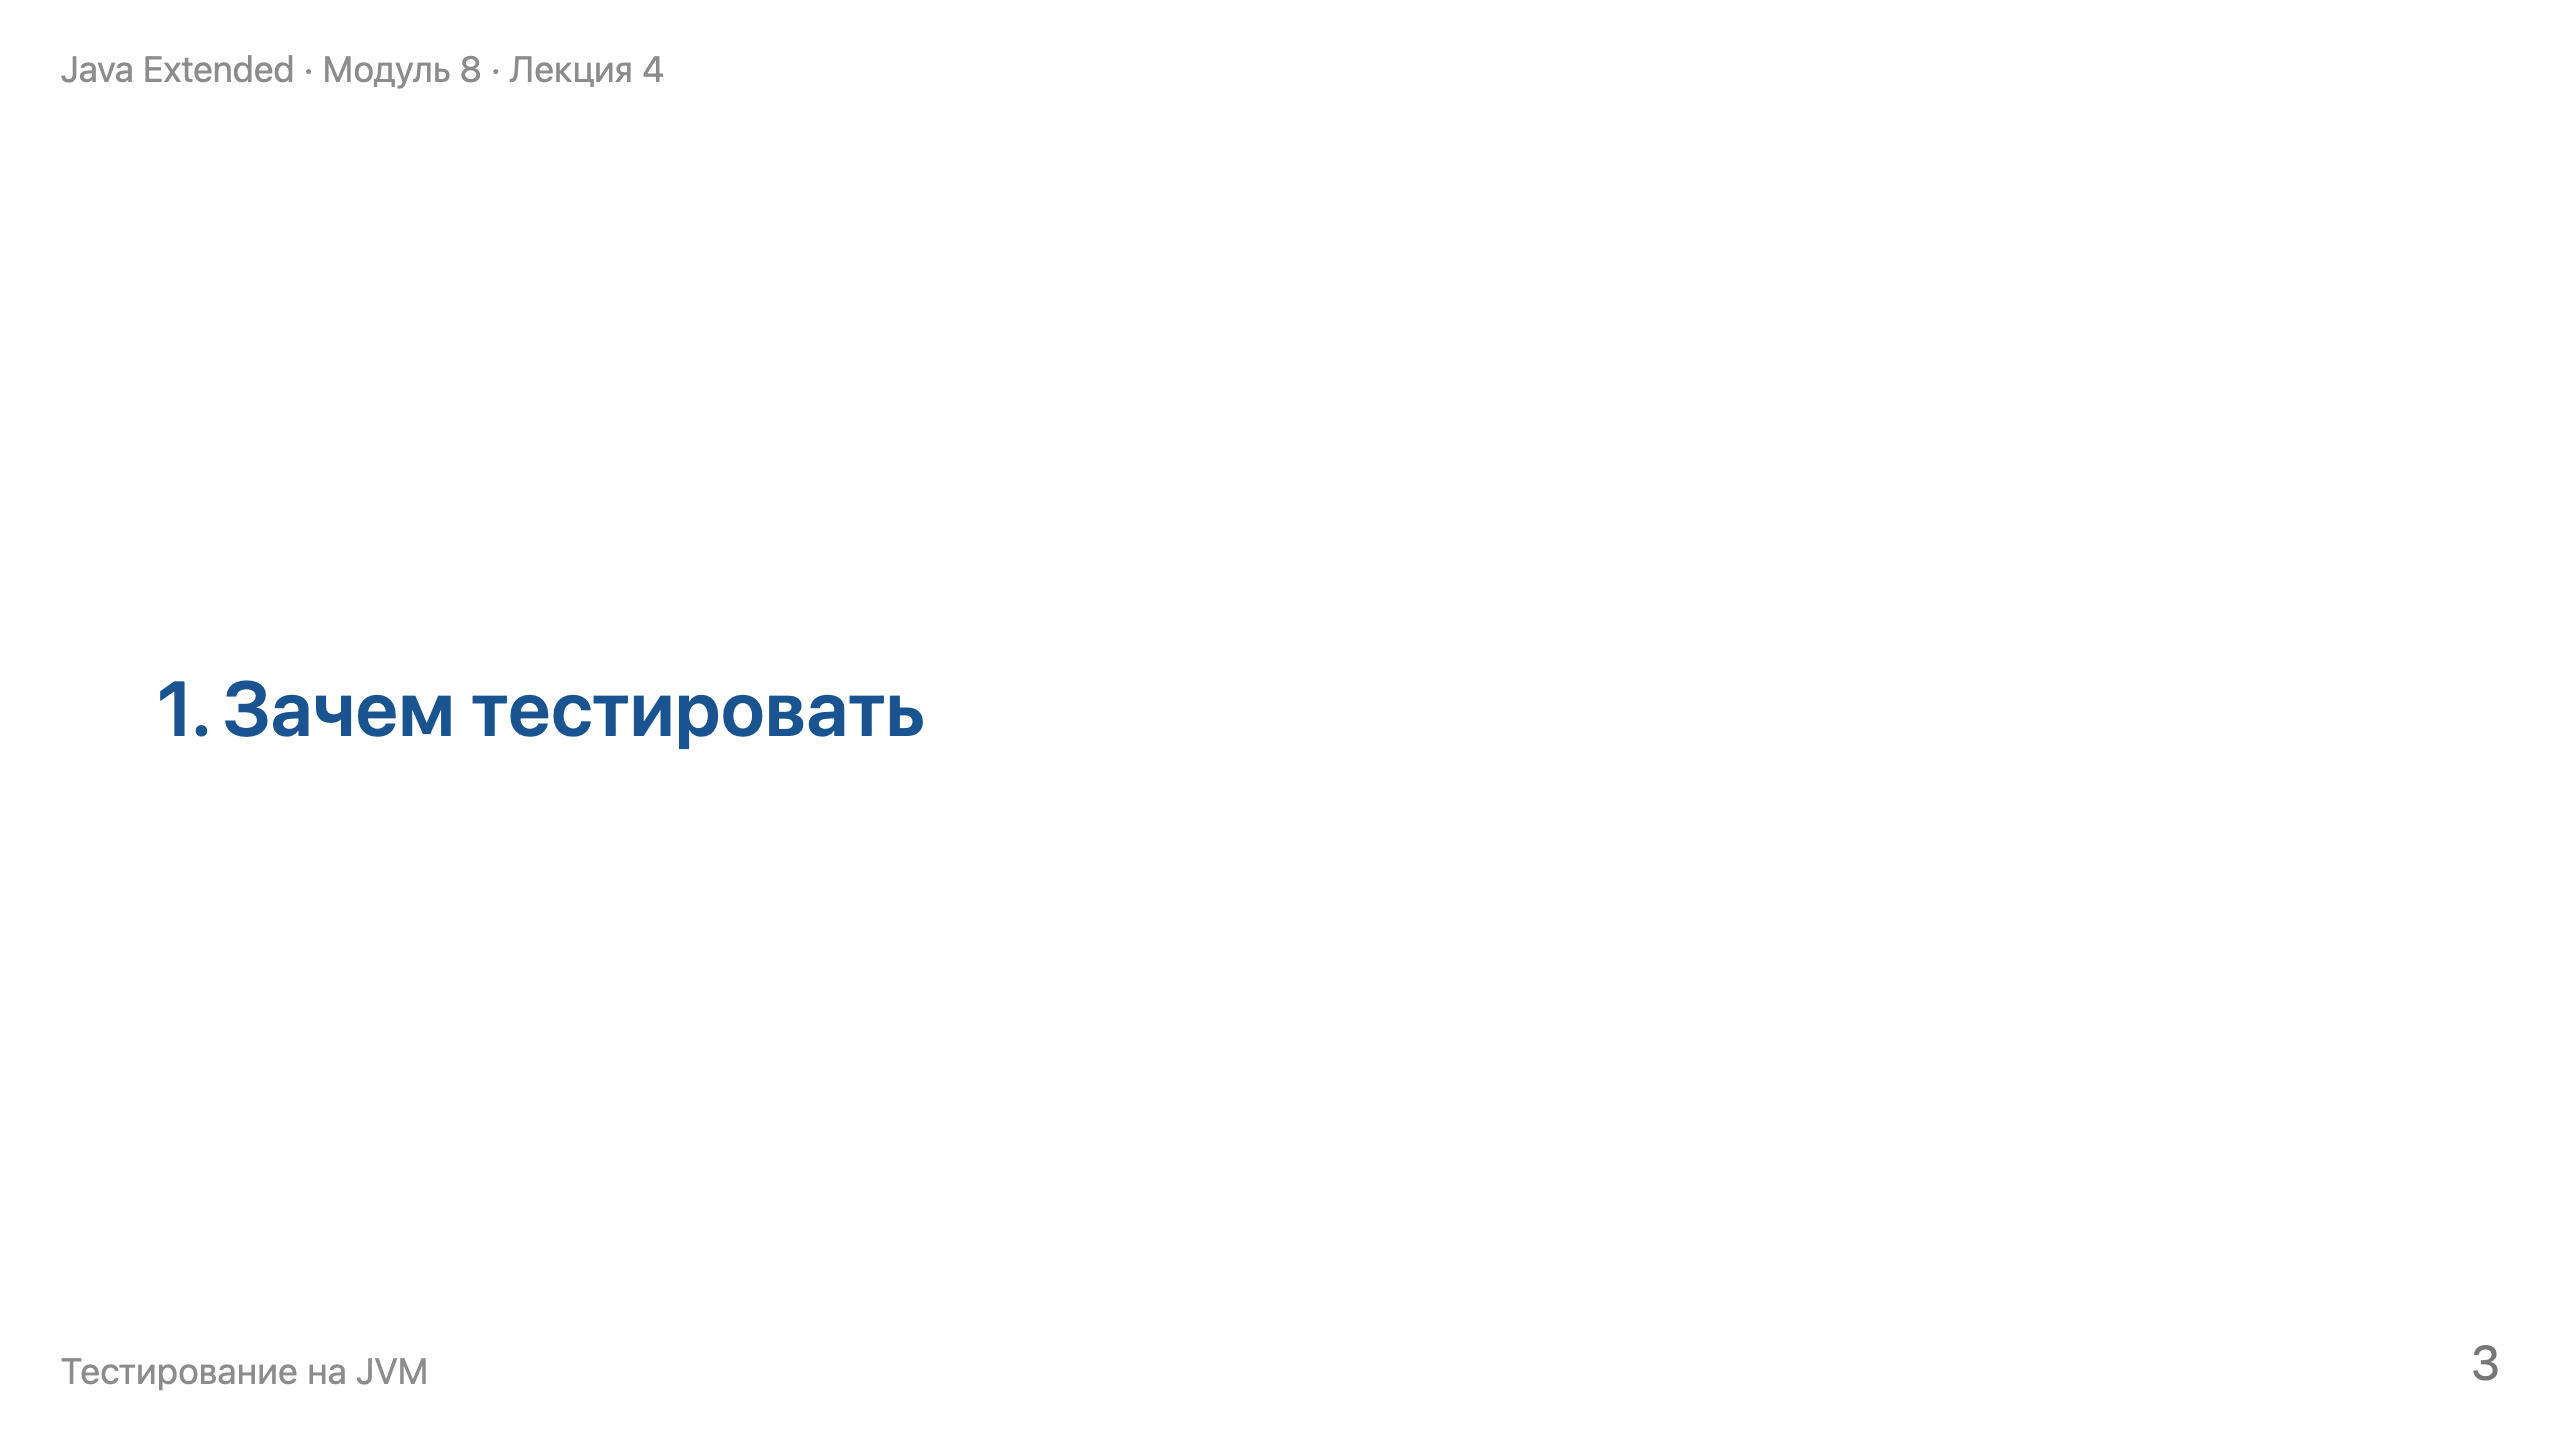 Java Extended · Модуль 8 · Лекция 4
1. Зачем тестировать
Тестирование на JVM
3